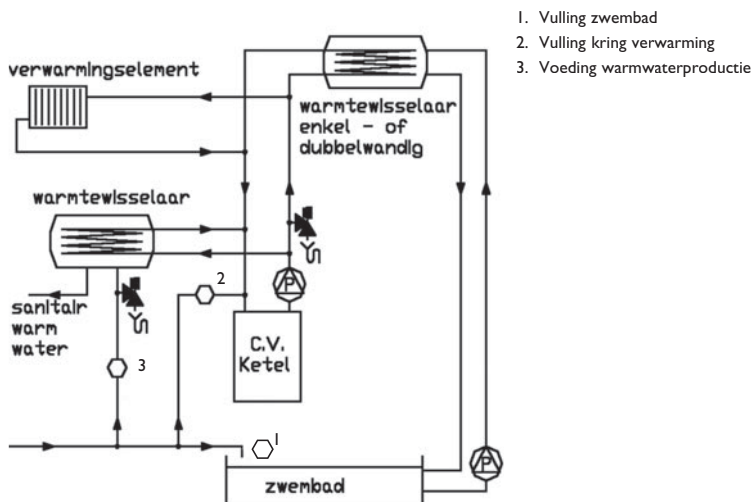 1. Vulling zwembad
2. Vulling kring verwarming
3. Voeding warmwaterproductie
verwarmingselement
warmtewisselaar
enkel - of
dubbelwandig
warmtewisselaar
2
P
sanitair
warm
water
3
C.V.
Ketel
1
P
zwembad